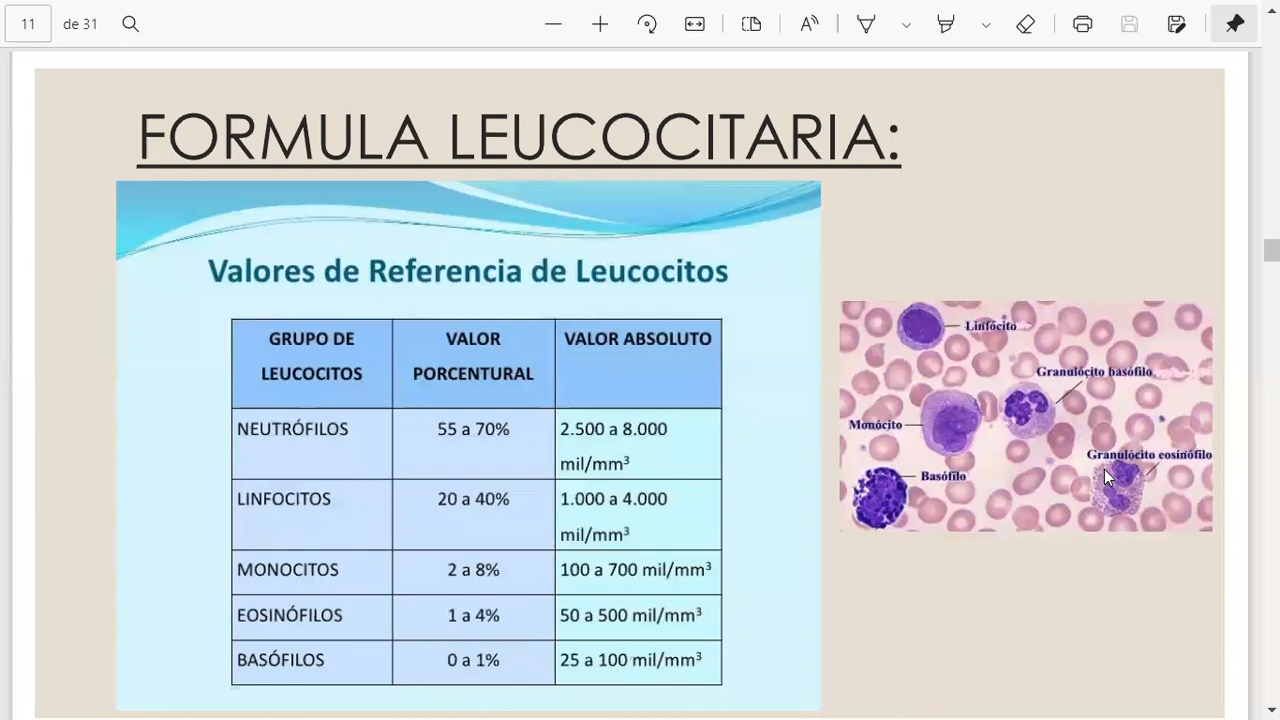 11 de 31
FORMULA LEUCOCITARIA:
Valores de Referencia de Leucocitos
GRUPO DE LEUCOCITOS VALOR PORCENTURAL VALOR ABSOLUTO
NEUTRÓFILOS 55 a 70% 2.500 a 8.000 mil/mm³
LINFOCITOS 20 a 40% 1.000 a 4.000 mil/mm³
MONOCITOS 2 a 8% 100 a 700 mil/mm³
EOSINÓFILOS 1 a 4% 50 a 500 mil/mm³
BASÓFILOS 0 a 1% 25 a 100 mil/mm³
Linfócito
Granulócito basófilo
Monócito
Granulócito eosinófilo
Basófilo